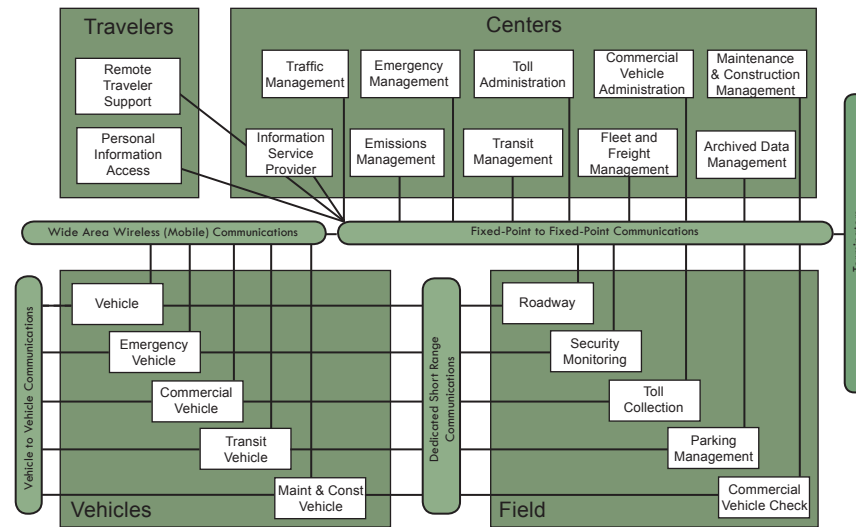 Travelers
Remote
Traveler
Support
Personal
Information
Access
Centers
Traffic
Management
Emergency
Management
Toll
Administration
Commercial
Vehicle
Administration
Maintenance
& Construction
Management
Information
Service
Provider
Emissions
Management
Transit
Management
Fleet and
Freight
Management
Archived Data
Management
Wide Area Wireless (Mobile) Communications
Fixed-Point to Fixed-Point Communications
Vehicle to Vehicle Communications
Vehicle
Emergency
Vehicle
Commercial
Vehicle
Transit
Vehicle
Maint & Const
Vehicle
Vehicles
Dedicated Short Range
Communications
Roadway
Security
Monitoring
Toll
Collection
Parking
Management
Commercial
Vehicle Check
Field